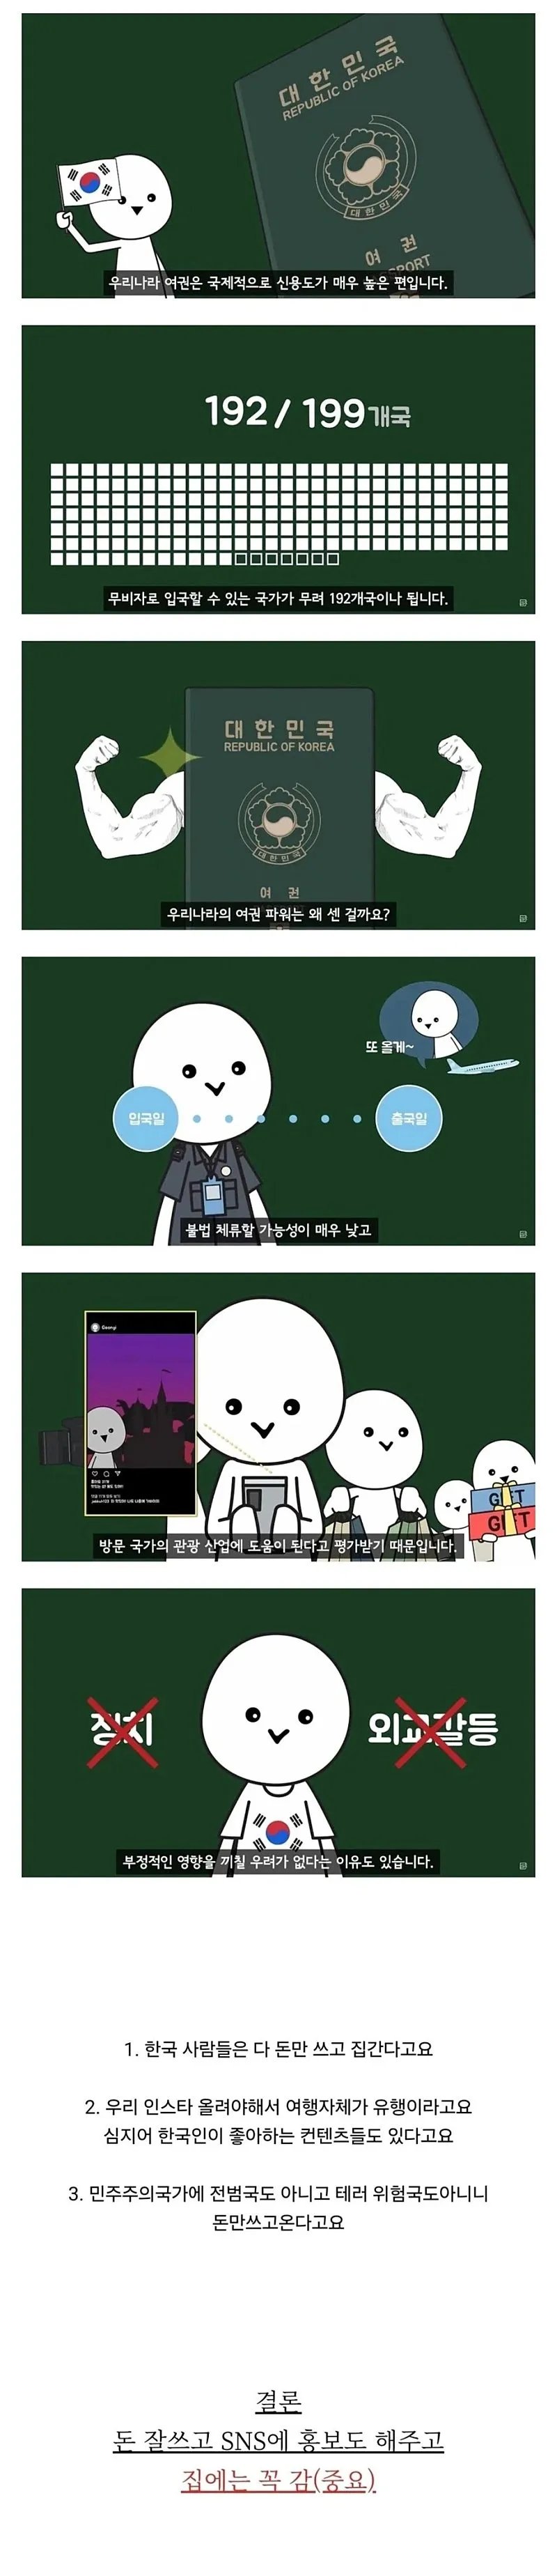 대한민국
REPUBLIC OF KOREA
대한민국
여 권
우리나라 여권은 국제적으로 신용도가 매우 높은 편입니다.
192 / 199개국
무비자로 입국할 수 있는 국가가 무려 192개국이나 됩니다.
대한민국
REPUBLIC OF KOREA
대한민국
여 권
우리나라의 여권 파워는 왜 센 걸까요?
또 올게~
입국일
출국일
불법 체류할 가능성이 매우 낮고
GIFT
GIFT
방문 국가의 관광 산업에 도움이 된다고 평가받기 때문입니다.
정치
외교갈등
부정적인 영향을 끼칠 우려가 없다는 이유도 있습니다.
1. 한국 사람들은 다 돈만 쓰고 집간다고요
2. 우리 인스타 올려야해서 여행자체가 유행이라고요
심지어 한국인이 좋아하는 컨텐츠들도 있다고요
3. 민주주의국가에 전범국도 아니고 테러 위험국도아니니
돈만쓰고온다고요
결론
돈 잘쓰고 SNS에 홍보도 해주고
집에는 꼭 감(중요)